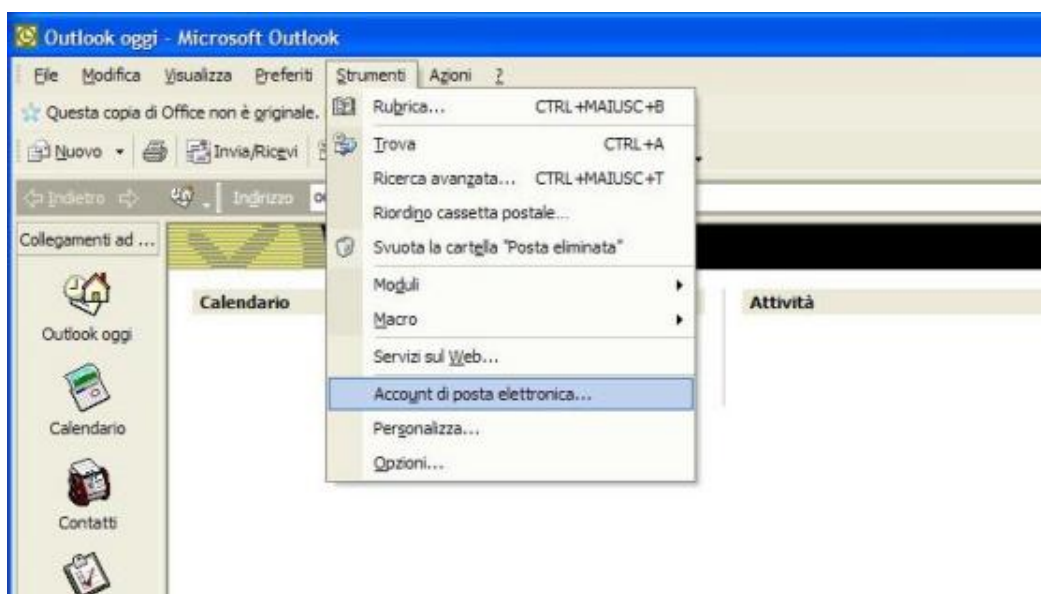 Outlook oggi - Microsoft Outlook
File Modifica Visualizza Preferiti Strumenti Azioni ?
Questa copia di Office non è originale.
Nuovo Invia/Ricevi
Indietro Indirizzo
Collegamenti ad ...
Outlook oggi
Calendario
Contatti
Rubrica... CTRL+MAIUSC+B
Trova CTRL+A
Ricerca avanzata... CTRL+MAIUSC+T
Riordino cassetta postale...
Svuota la cartella "Posta eliminata"
Moduli
Macro
Servizi sul Web...
Account di posta elettronica...
Personalizza...
Opzioni...
Calendario
Attività